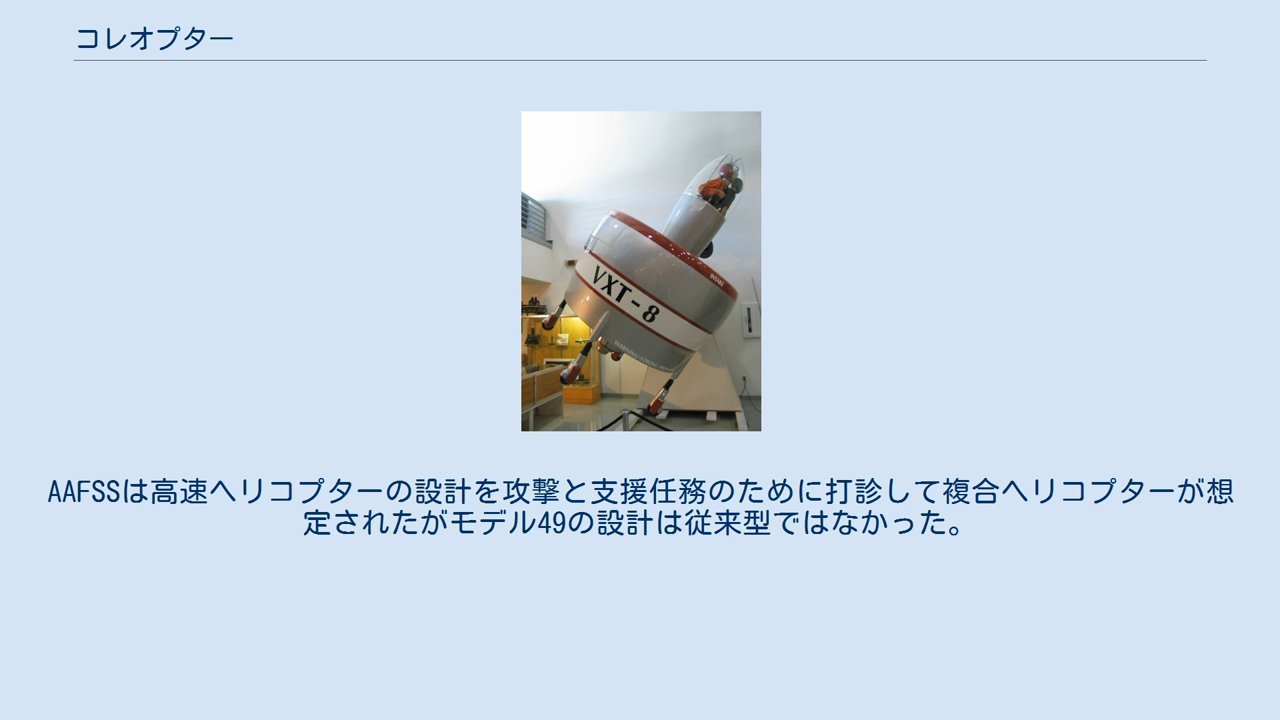 コレオプター
INTAKE
VXT-8
AAFSSは高速ヘリコプターの設計を攻撃と支援任務のために打診して複合ヘリコプターが想
定されたがモデル49の設計は従来型ではなかった。